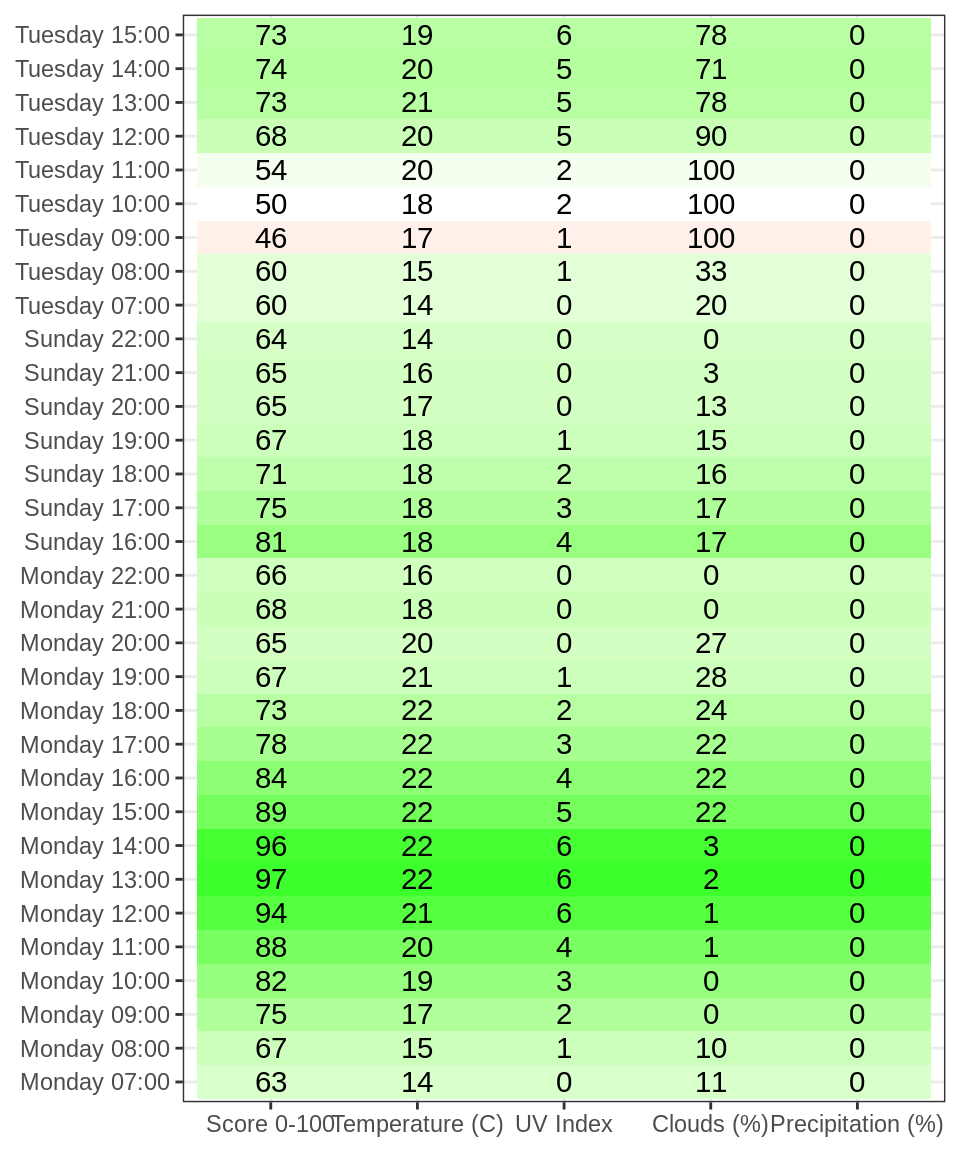 Tuesday 15:00 73 19 6 78 0
Tuesday 14:00 74 20 5 71 0
Tuesday 13:00 73 21 5 78 0
Tuesday 12:00 68 20 5 90 0
Tuesday 11:00 54 20 2 100 0
Tuesday 10:00 50 18 2 100 0
Tuesday 09:00 46 17 1 100 0
Tuesday 08:00 60 15 1 33 0
Tuesday 07:00 60 14 0 20 0
Sunday 22:00 64 14 0 0 0
Sunday 21:00 65 16 0 3 0
Sunday 20:00 65 17 0 13 0
Sunday 19:00 67 18 1 15 0
Sunday 18:00 71 18 2 16 0
Sunday 17:00 75 18 3 17 0
Sunday 16:00 81 18 4 17 0
Monday 22:00 66 16 0 0 0
Monday 21:00 68 18 0 0 0
Monday 20:00 65 20 0 27 0
Monday 19:00 67 21 1 28 0
Monday 18:00 73 22 2 24 0
Monday 17:00 78 22 3 22 0
Monday 16:00 84 22 4 22 0
Monday 15:00 89 22 5 22 0
Monday 14:00 96 22 6 3 0
Monday 13:00 97 22 6 2 0
Monday 12:00 94 21 6 1 0
Monday 11:00 88 20 4 1 0
Monday 10:00 82 19 3 0 0
Monday 09:00 75 17 2 0 0
Monday 08:00 67 15 1 10 0
Monday 07:00 63 14 0 11 0
Score 0-100 Temperature (C) UV Index Clouds (%) Precipitation (%)